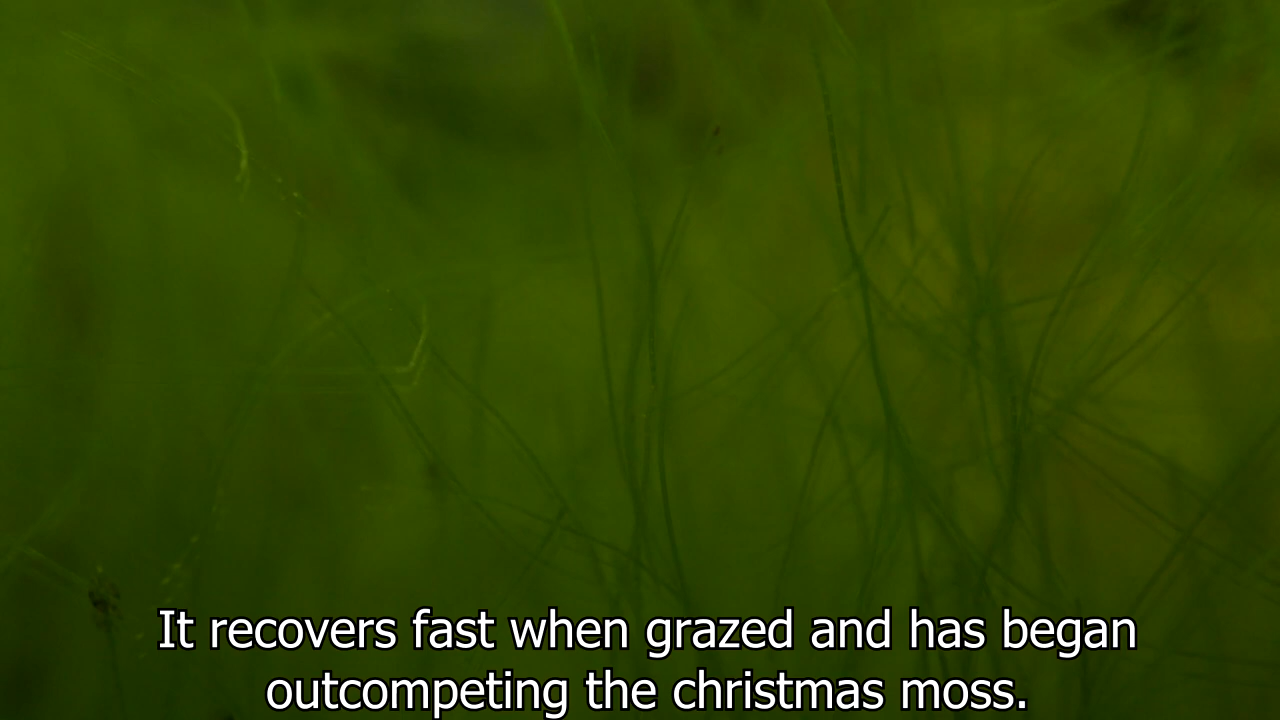 It recovers fast when grazed and has began
outcompeting the christmas moss.